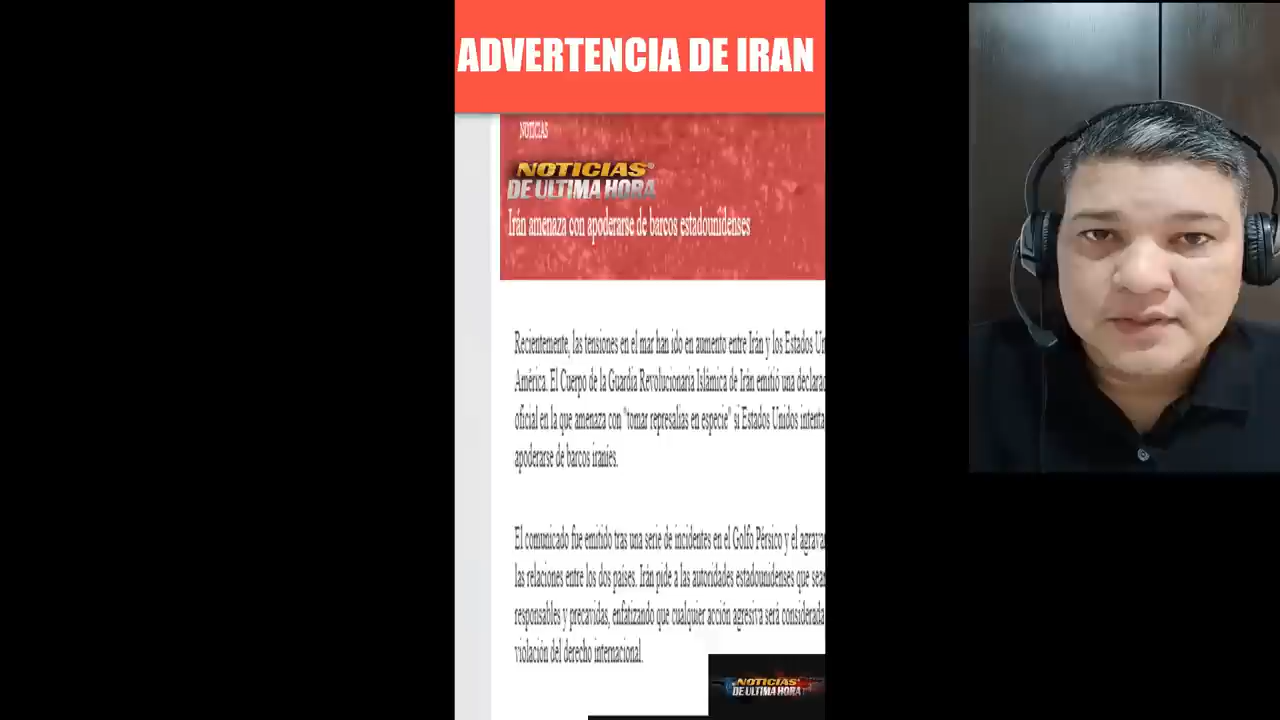 ADVERTENCIA DE IRAN
NOTICIAS
NOTICIAS®
DE ULTIMA HORA
Irán amenaza con apoderarse de barcos estadounidenses
Recientemente, las tensiones en el mar han ido en aumento entre Irán y los Estados
América. El Cuerpo de la Guardia Revolucionaria Islámica de Irán emitió una
oficial en la que amenaza con "tomar represalias en especie" si Estados Unidos
apoderarse de barcos iraníes.
El comunicado fue emitido tras una serie de incidentes en el Golfo Pérsico y el
las relaciones entre los dos países. Irán pide a las autoridades estadounidenses que
responsables y precavidas, enfatizando que cualquier acción agresiva será considerada
violación del derecho internacional.
NOTICIAS
DE ULTIMA HORA